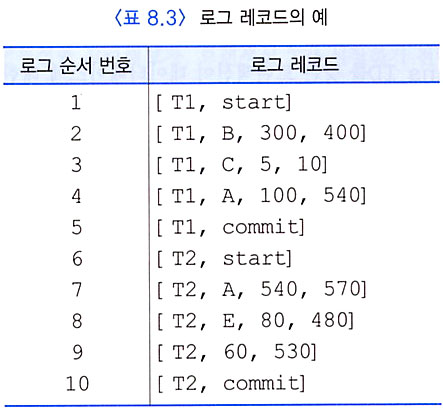 〈표 8.3〉 로그 레코드의 예
로그 순서 번호 로그 레코드
1 [ T1, start]
2 [ T1, B, 300, 400]
3 [ T1, C, 5, 10]
4 [ T1, A, 100, 540]
5 [ T1, commit]
6 [ T2, start]
7 [ T2, A, 540, 570]
8 [ T2, E, 80, 480]
9 [ T2, 60, 530]
10 [ T2, commit]